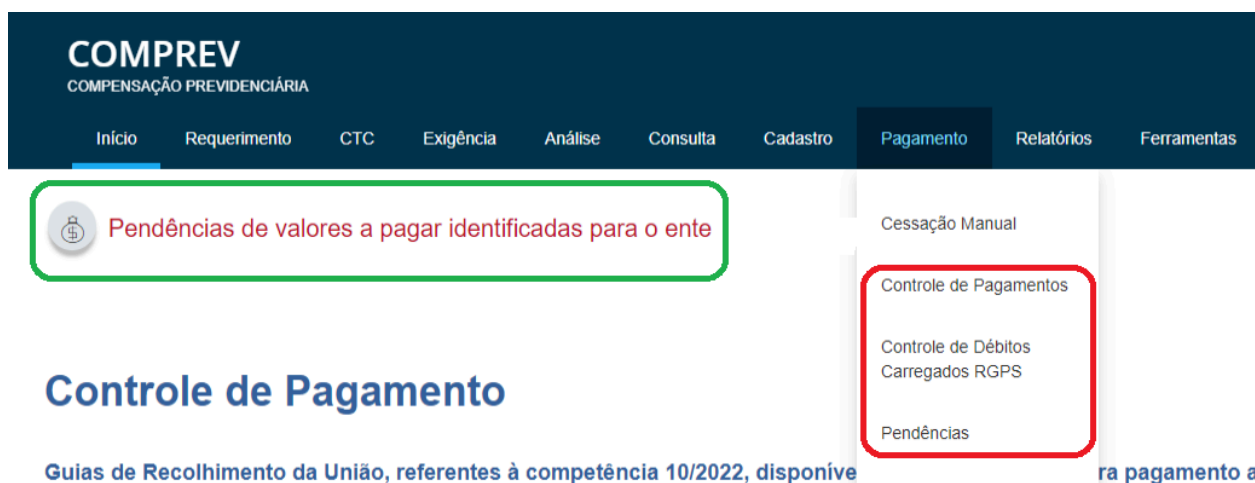 COMPREV
COMPENSAÇÃO PREVIDENCIÁRIA
Início Requerimento CTC Exigência Análise Consulta Cadastro Pagamento Relatórios Ferramentas
Pendências de valores a pagar identificadas para o ente
Cessação Manual
Controle de Pagamentos
Controle de Débitos
Carregados RGPS
Pendências
Controle de Pagamento
Guias de Recolhimento da União, referentes à competência 10/2022, disponíve ra pagamento a